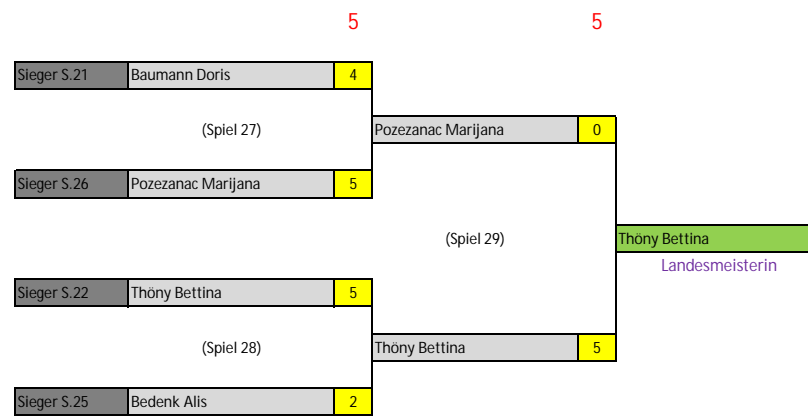 5 5
Sieger S.21 Baumann Doris 4
(Spiel 27) Pozezanac Marijana 0
Sieger S.26 Pozezanac Marijana 5
(Spiel 29) Thöny Bettina
Landesmeisterin
Sieger S.22 Thöny Bettina 5
(Spiel 28) Thöny Bettina 5
Sieger S.25 Bedenk Alis 2